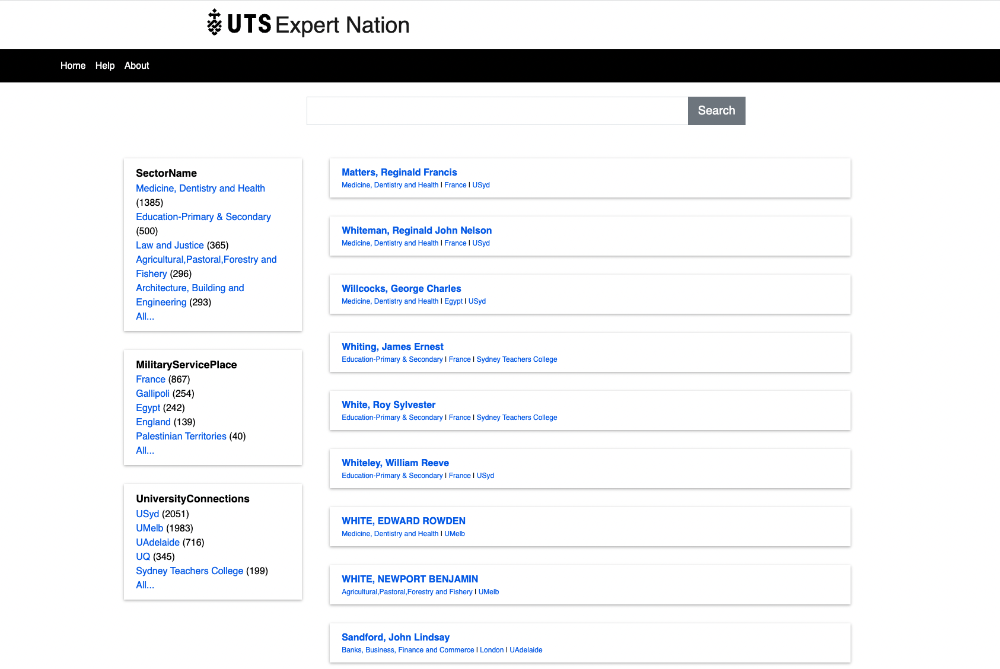 UTS Expert Nation
Home Help About
Search
SectorName
Medicine, Dentistry and Health
(1385)
Education-Primary & Secondary
(500)
Law and Justice (365)
Agricultural,Pastoral,Forestry and
Fishery (296)
Architecture, Building and
Engineering (293)
All...
MilitaryServicePlace
France (867)
Gallipoli (254)
Egypt (242)
England (139)
Palestinian Territories (40)
All...
UniversityConnections
USyd (2051)
UMelb (1983)
UAdelaide (716)
UQ (345)
Sydney Teachers College (199)
All...
Matters, Reginald Francis
Medicine, Dentistry and Health | France | USyd
Whiteman, Reginald John Nelson
Medicine, Dentistry and Health | France | USyd
Willcocks, George Charles
Medicine, Dentistry and Health | Egypt | USyd
Whiting, James Ernest
Education-Primary & Secondary | France | Sydney Teachers College
White, Roy Sylvester
Education-Primary & Secondary | France | Sydney Teachers College
Whiteley, William Reeve
Education-Primary & Secondary | France | USyd
WHITE, EDWARD ROWDEN
Medicine, Dentistry and Health | UMelb
WHITE, NEWPORT BENJAMIN
Agricultural,Pastoral,Forestry and Fishery | UMelb
Sandford, John Lindsay
Banks, Business, Finance and Commerce | London | UAdelaide